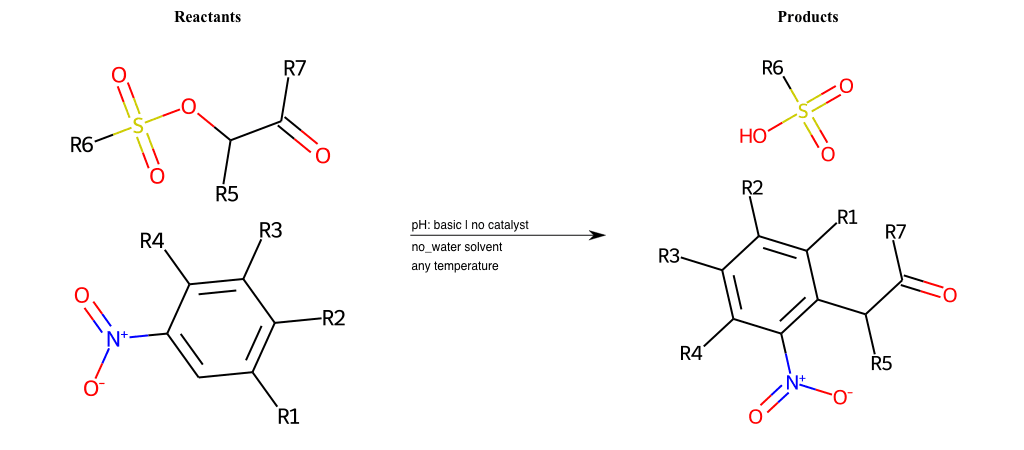 Reactants
Products
R7
R6
O
O
O
S
HO
S
O
R6
O
O
O
R5
R2
R4
R3
R1
R7
pH: basic | no catalyst
R3
O
no_water solvent
O
any temperature
N+
R2
R4
R5
O-
N+
O-
R1
O